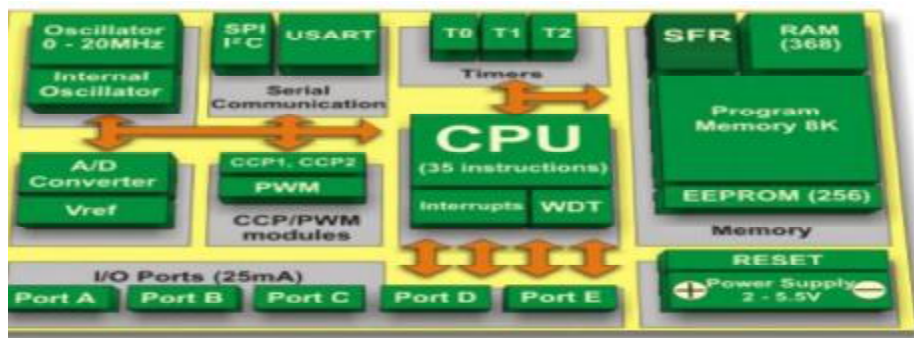 Oscillator
0 - 20MHz
Internal
Oscillator
SPI
I²C
USART
Serial
Communication
T0
T1
T2
Timers
SFR
RAM
(368)
Program
Memory 8K
EEPROM (256)
Memory
CPU
(35 instructions)
Interrupts
WDT
A/D
Converter
Vref
CCP1, CCP2
PWM
CCP/PWM
modules
I/O Ports (25mA)
Port A
Port B
Port C
Port D
Port E
RESET
+ Power Supply −
2 - 5.5V